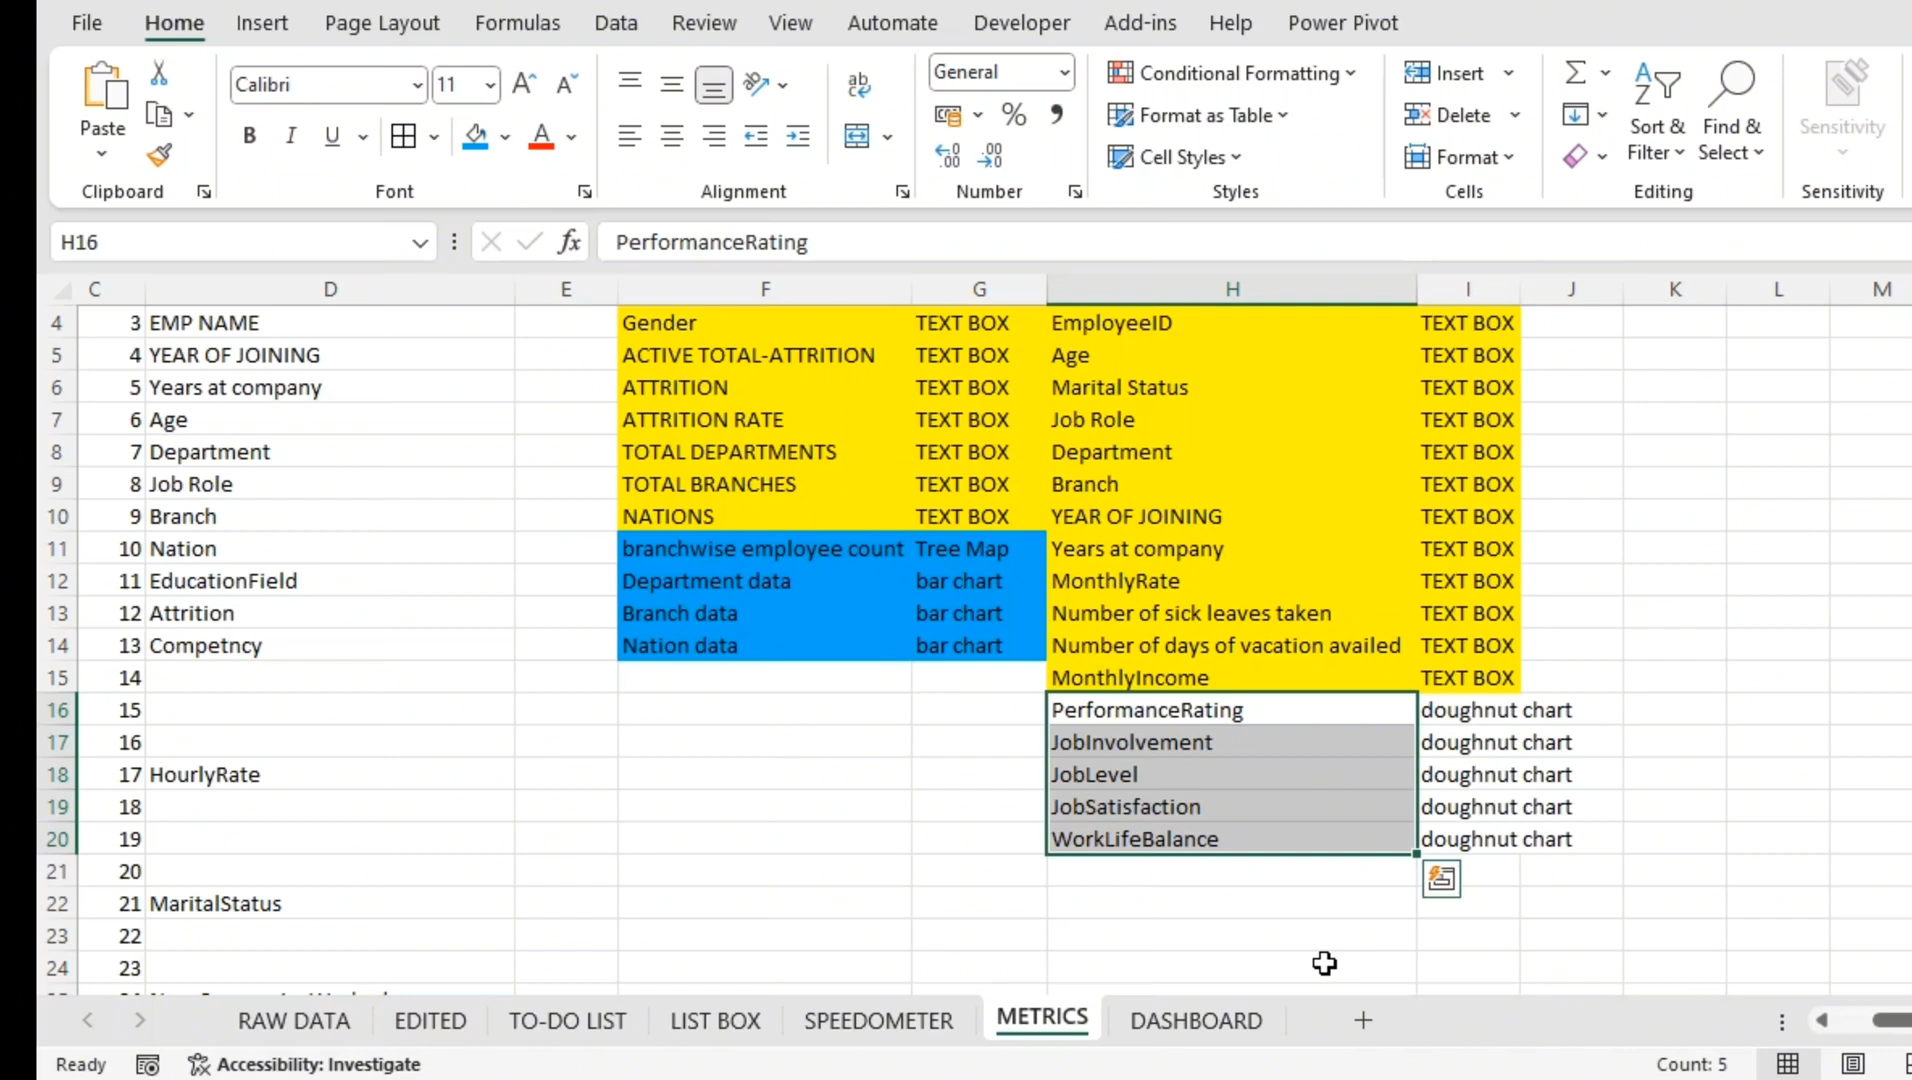 File Home Insert Page Layout Formulas Data Review View Automate Developer Add-ins Help Power Pivot
Paste
Clipboard
Calibri 11
B I U
Font
ab
Alignment
General
%
Number
Conditional Formatting
Format as Table
Cell Styles
Styles
Insert
Delete
Format
Cells
Sort & Filter
Find & Select
Editing
Sensitivity
Sensitivity
H16 fx PerformanceRating
C D E F G H I J K L M
4 3 EMP NAME Gender TEXT BOX EmployeeID TEXT BOX
5 4 YEAR OF JOINING ACTIVE TOTAL-ATTRITION TEXT BOX Age TEXT BOX
6 5 Years at company ATTRITION TEXT BOX Marital Status TEXT BOX
7 6 Age ATTRITION RATE TEXT BOX Job Role TEXT BOX
8 7 Department TOTAL DEPARTMENTS TEXT BOX Department TEXT BOX
9 8 Job Role TOTAL BRANCHES TEXT BOX Branch TEXT BOX
10 9 Branch NATIONS TEXT BOX YEAR OF JOINING TEXT BOX
11 10 Nation branchwise employee count Tree Map Years at company TEXT BOX
12 11 EducationField Department data bar chart MonthlyRate TEXT BOX
13 12 Attrition Branch data bar chart Number of sick leaves taken TEXT BOX
14 13 Competncy Nation data bar chart Number of days of vacation availed TEXT BOX
15 14 MonthlyIncome TEXT BOX
16 15 PerformanceRating doughnut chart
17 16 JobInvolvement doughnut chart
18 17 HourlyRate JobLevel doughnut chart
19 18 JobSatisfaction doughnut chart
20 19 WorkLifeBalance doughnut chart
21 20
22 21 MaritalStatus
23 22
24 23
RAW DATA EDITED TO-DO LIST LIST BOX SPEEDOMETER METRICS DASHBOARD
Ready Accessibility: Investigate Count: 5